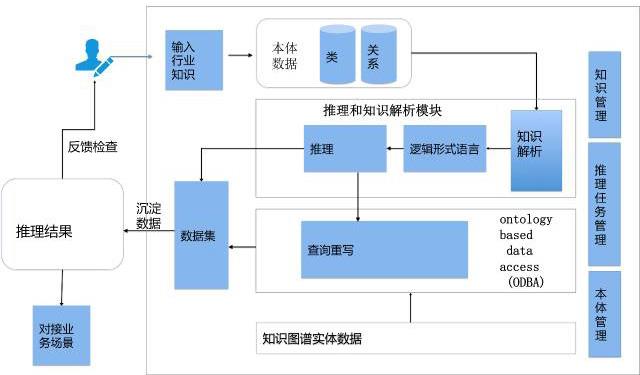 输入
行业
知识
本体
数据
类
关
系
知
识
管
理
推理和知识解析模块
推理
逻辑形式语言
知识
解析
反馈检查
推
理
任
务
管
理
推理结果
沉淀
数据
数据集
查询重写
ontology
based
data
access
(ODBA)
本
体
管
理
对接业
务场景
知识图谱实体数据